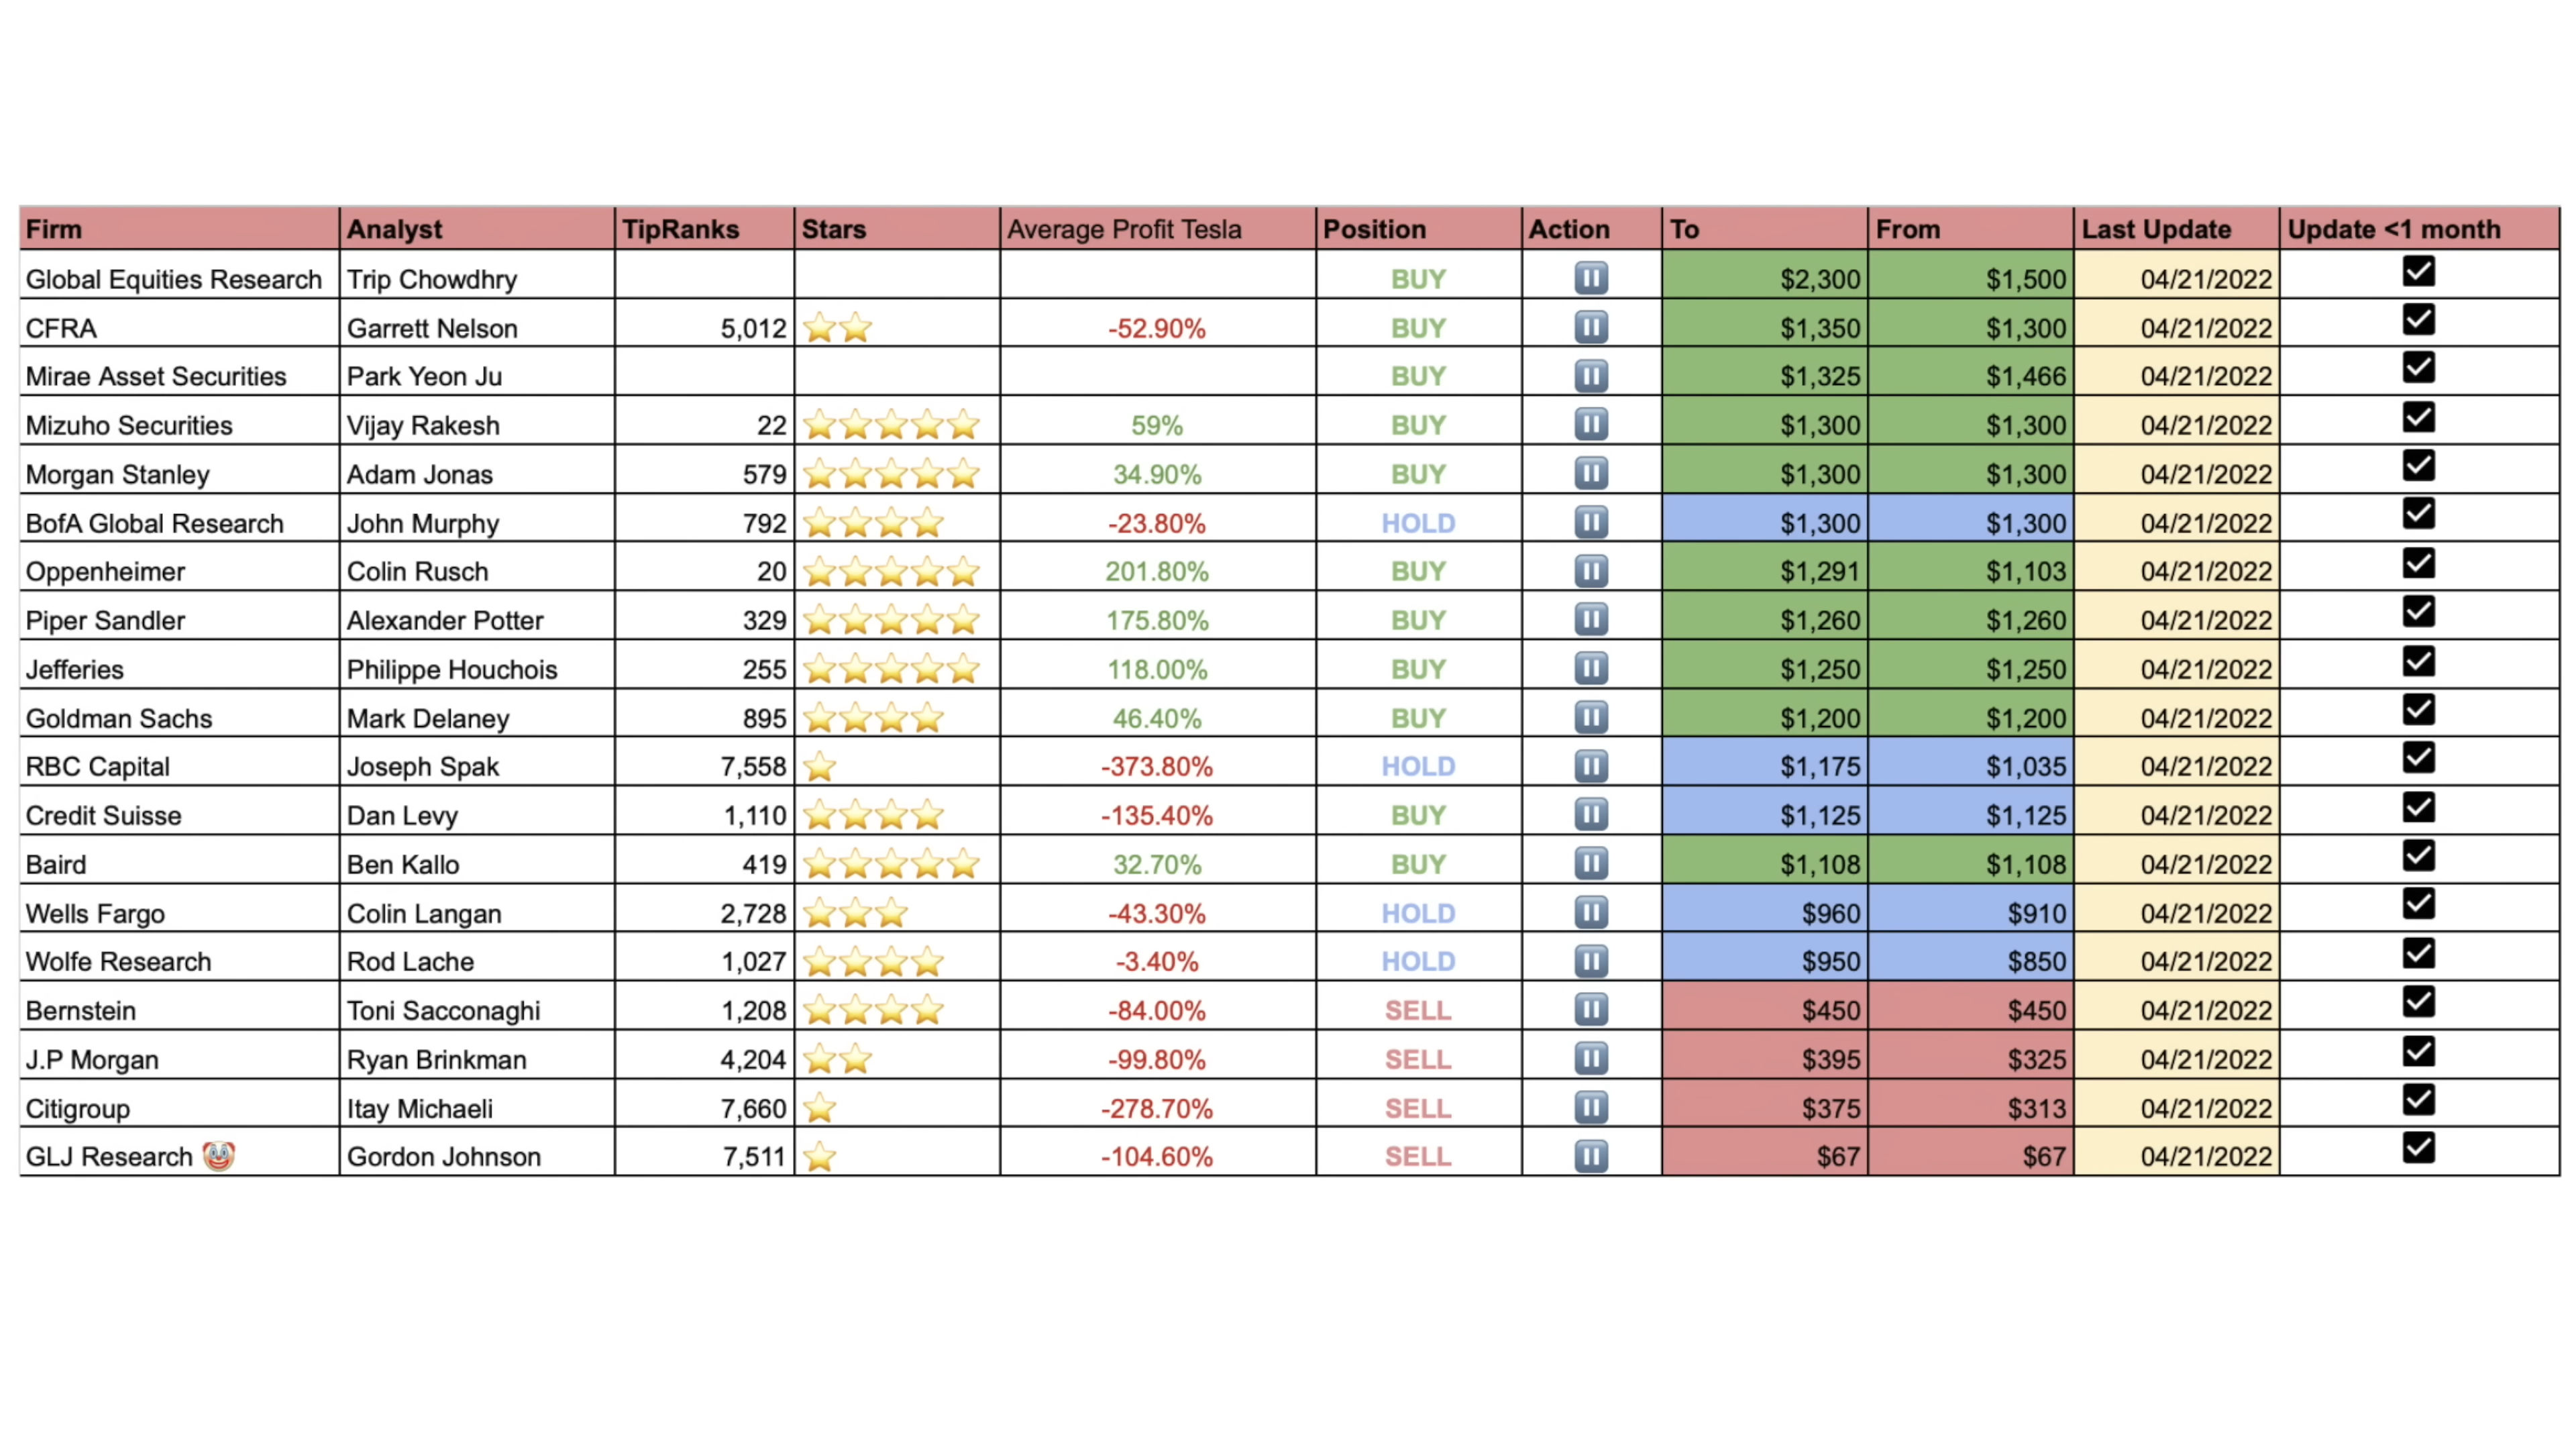 Firm Analyst TipRanks Stars Average Profit Tesla Position Action To From Last Update Update <1 month
Global Equities Research Trip Chowdhry BUY $2,300 $1,500 04/21/2022
CFRA Garrett Nelson 5,012 -52.90% BUY $1,350 $1,300 04/21/2022
Mirae Asset Securities Park Yeon Ju BUY $1,325 $1,466 04/21/2022
Mizuho Securities Vijay Rakesh 22 59% BUY $1,300 $1,300 04/21/2022
Morgan Stanley Adam Jonas 579 34.90% BUY $1,300 $1,300 04/21/2022
BofA Global Research John Murphy 792 -23.80% HOLD $1,300 $1,300 04/21/2022
Oppenheimer Colin Rusch 20 201.80% BUY $1,291 $1,103 04/21/2022
Piper Sandler Alexander Potter 329 175.80% BUY $1,260 $1,260 04/21/2022
Jefferies Philippe Houchois 255 118.00% BUY $1,250 $1,250 04/21/2022
Goldman Sachs Mark Delaney 895 46.40% BUY $1,200 $1,200 04/21/2022
RBC Capital Joseph Spak 7,558 -373.80% HOLD $1,175 $1,035 04/21/2022
Credit Suisse Dan Levy 1,110 -135.40% BUY $1,125 $1,125 04/21/2022
Baird Ben Kallo 419 32.70% BUY $1,108 $1,108 04/21/2022
Wells Fargo Colin Langan 2,728 -43.30% HOLD $960 $910 04/21/2022
Wolfe Research Rod Lache 1,027 -3.40% HOLD $950 $850 04/21/2022
Bernstein Toni Sacconaghi 1,208 -84.00% SELL $450 $450 04/21/2022
J.P Morgan Ryan Brinkman 4,204 -99.80% SELL $395 $325 04/21/2022
Citigroup Itay Michaeli 7,660 -278.70% SELL $375 $313 04/21/2022
GLJ Research Gordon Johnson 7,511 -104.60% SELL $67 $67 04/21/2022